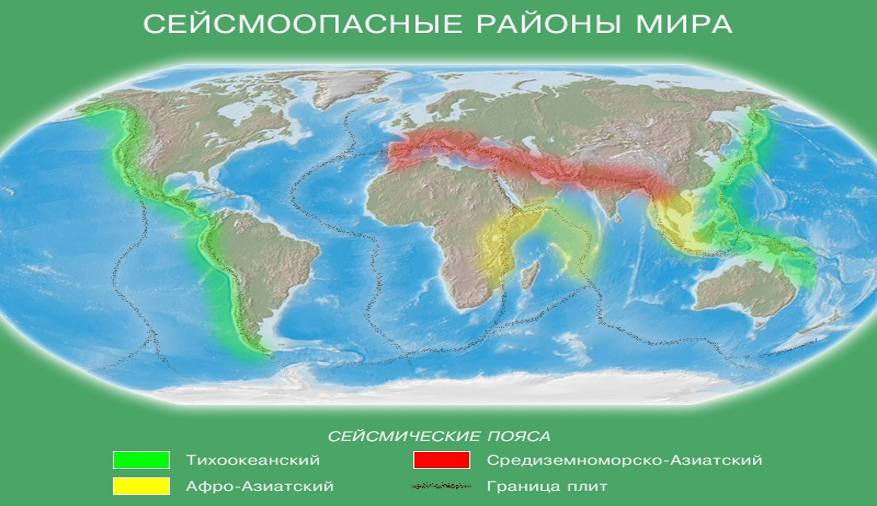 СЕЙСМООПАСНЫЕ РАЙОНЫ МИРА
СЕЙСМИЧЕСКИЕ ПОЯСА
Тихоокеанский
Средиземноморско-Азиатский
Афро-Азиатский
Граница плит